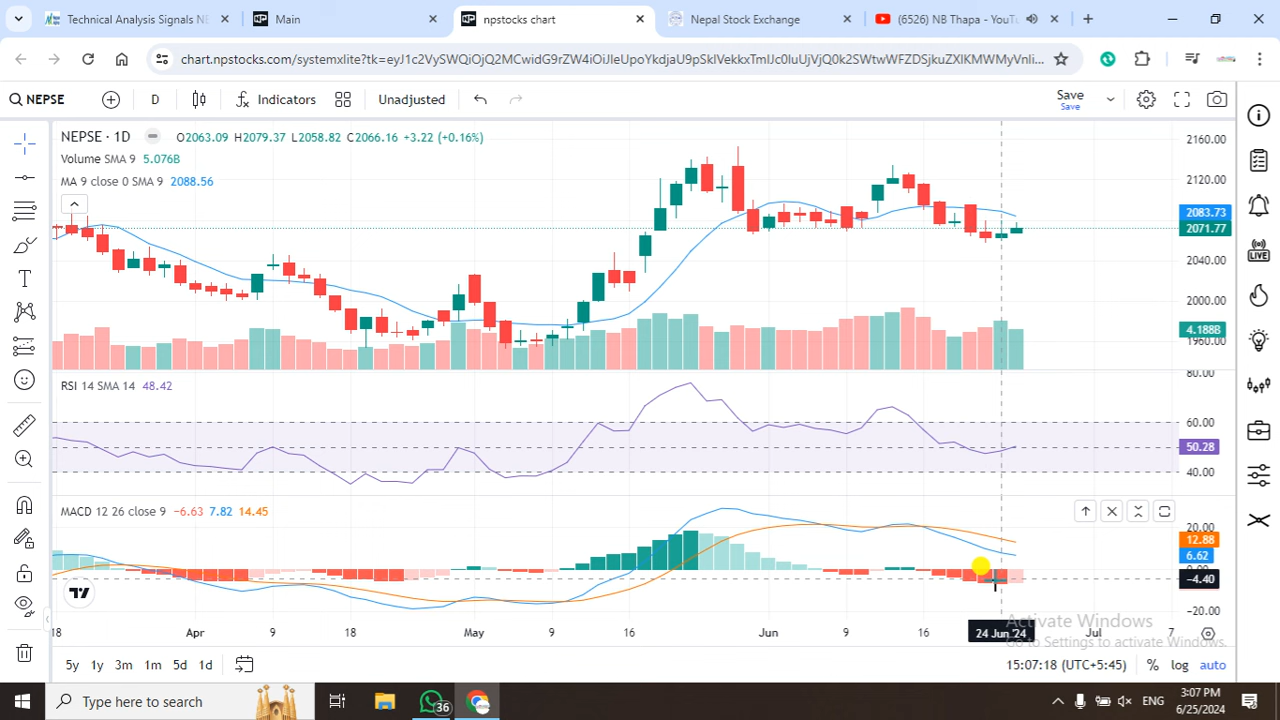 Technical Analysis Signals N
Main
npstocks chart
Nepal Stock Exchange
(6526) NB Thapa - YouTu
chart.npstocks.com/systemxlite?tk=
NEPSE
D
Indicators
Unadjusted
Save
Save
NEPSE · 1D
O2063.09 H2079.37 L2058.82 C2066.16 +3.22 (+0.16%)
Volume SMA 9 5.076B
MA 9 close 0 SMA 9 2088.56
2160.00
2120.00
2083.73
2071.77
2040.00
2000.00
4.188B
1960.00
LIVE
RSI 14 SMA 14 48.42
80.00
60.00
50.28
40.00
MACD 12 26 close 9 −6.63 7.82 14.45
20.00
12.88
6.62
0.00
−4.40
−20.00
18 Apr 9 18 May 9 16 Jun 9 16 24 Jun '24 Jul 7
Activate Windows
Go to Settings to activate Windows.
5y 1y 3m 1m 5d 1d
15:07:18 (UTC+5:45) % log auto
Type here to search
36
ENG
3:07 PM
6/25/2024